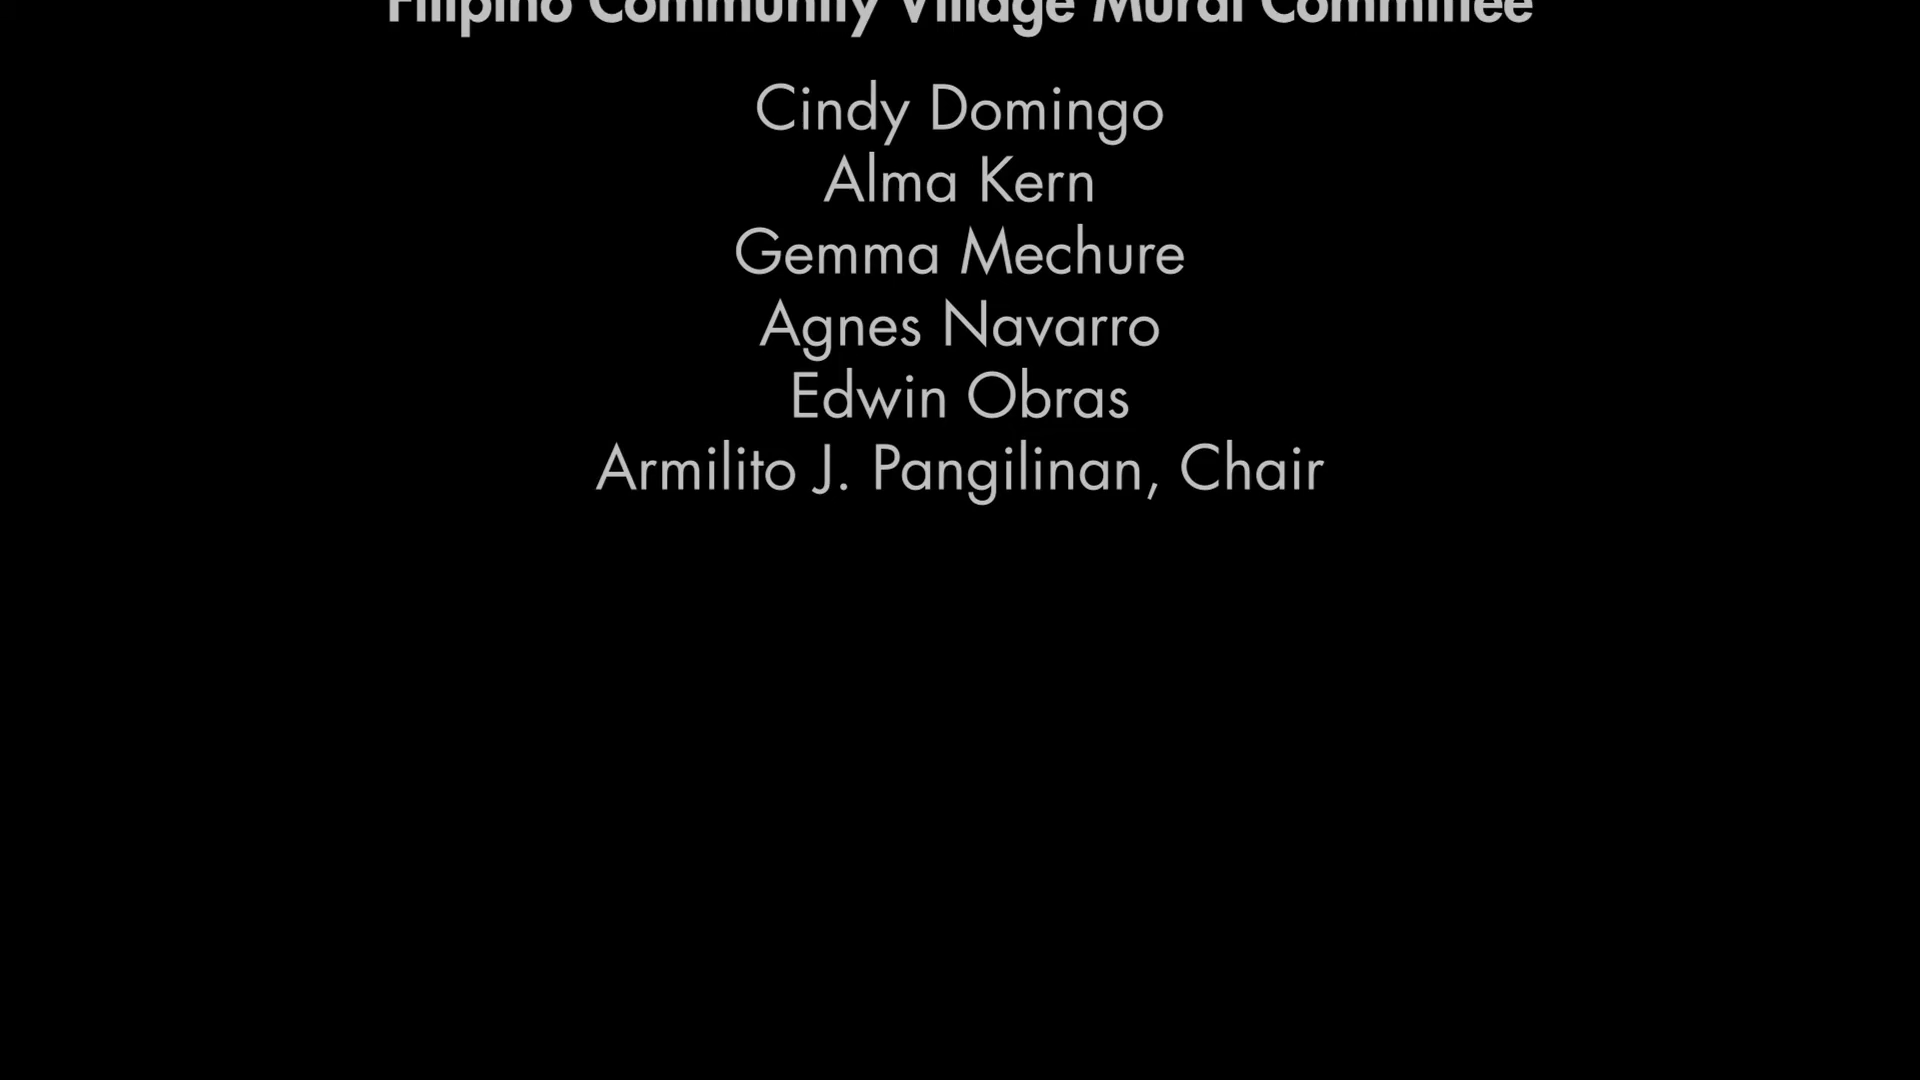 Filipino Community Village Mural Committee
Cindy Domingo
Alma Kern
Gemma Mechure
Agnes Navarro
Edwin Obras
Armilito J. Pangilinan, Chair